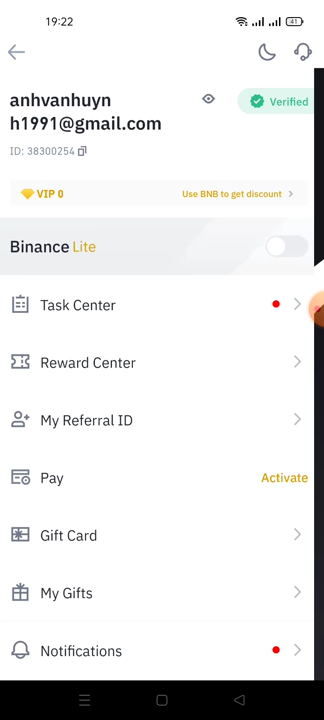 19:22
41
anhvanhuyn
h1991@gmail.com
Verified
ID: 38300254
VIP 0
Use BNB to get discount
Binance Lite
Task Center
Reward Center
My Referral ID
Pay
Activate
Gift Card
My Gifts
Notifications